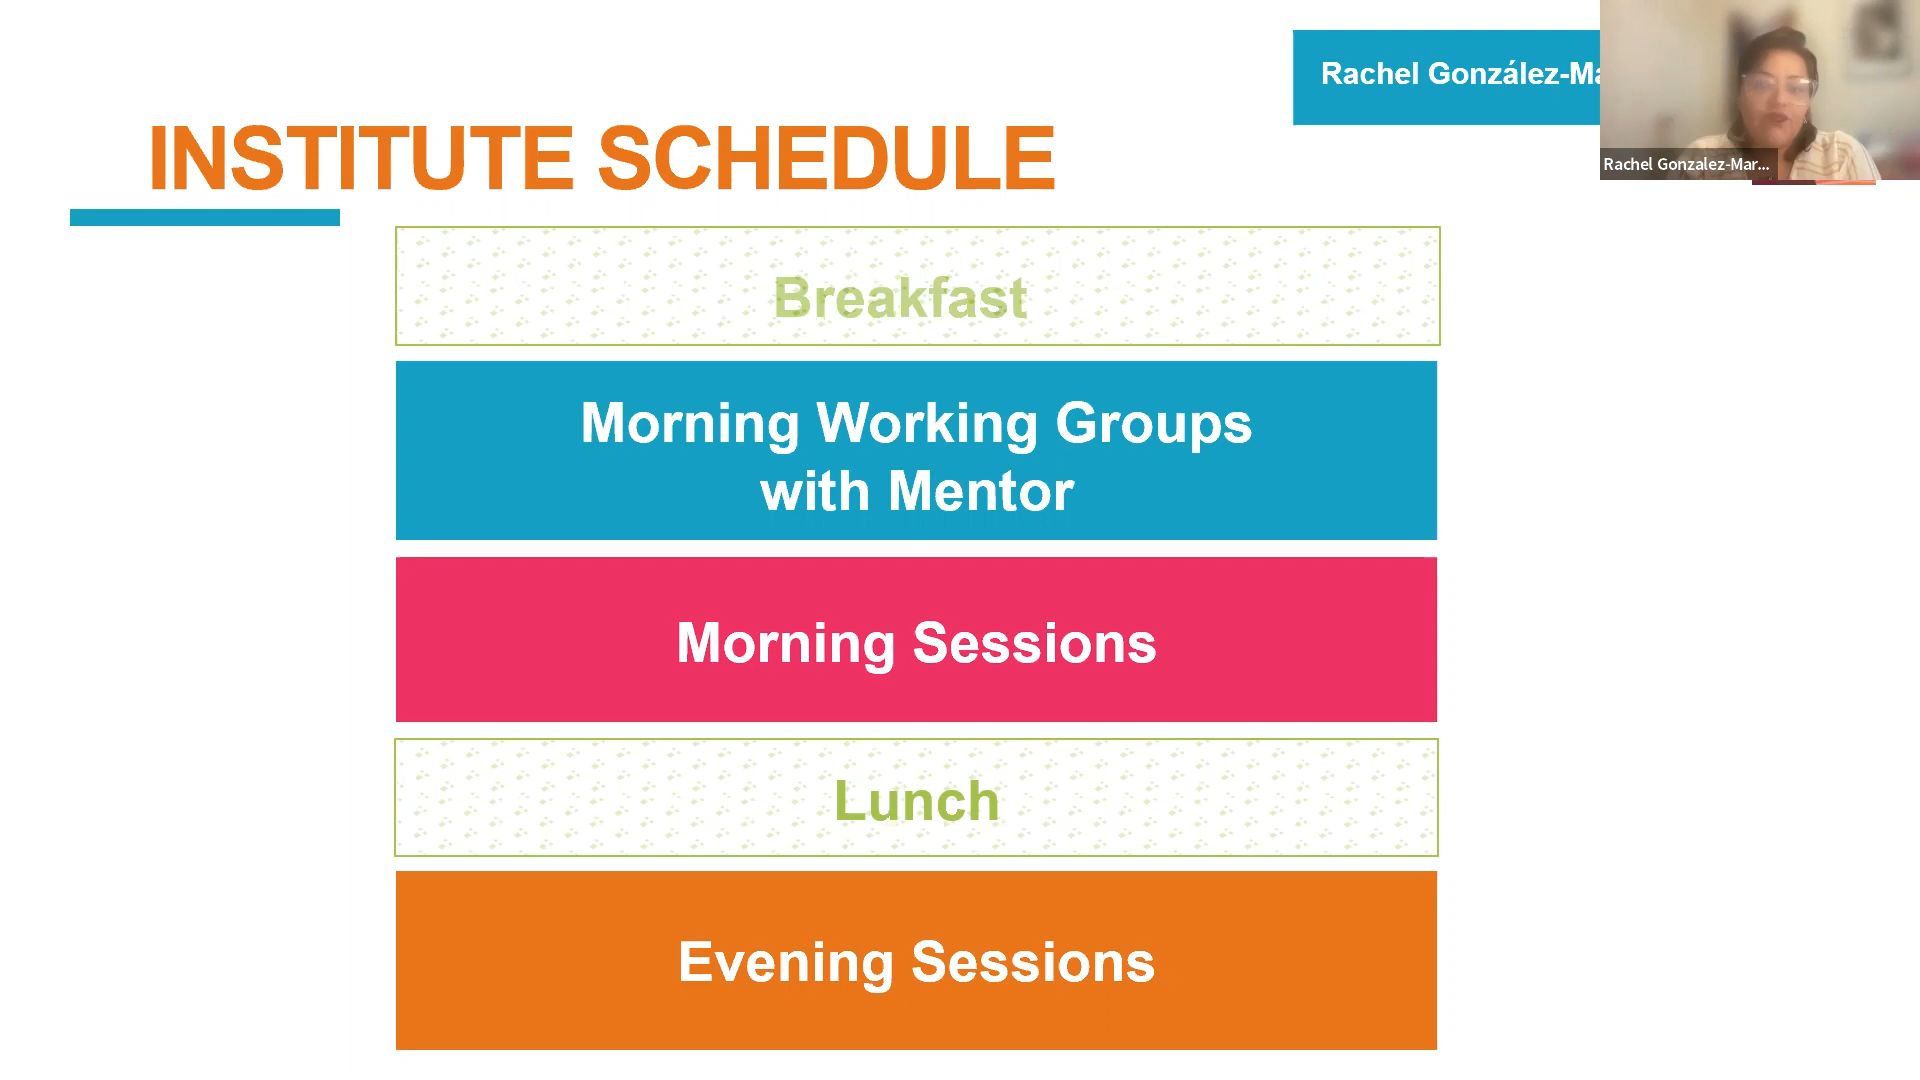 Rachel González-Ma
Rachel Gonzalez-Mar...
INSTITUTE SCHEDULE
Breakfast
Morning Working Groups
with Mentor
Morning Sessions
Lunch
Evening Sessions